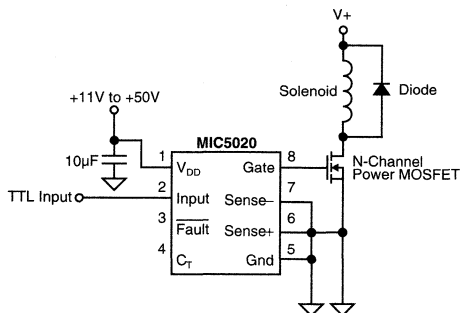 V+
Solenoid
Diode
+11V to +50V
10µF
MIC5020
1
VDD
Gate
8
N-Channel
Power MOSFET
TTL Input
2
Input
Sense–
7
3
Fault
Sense+
6
4
CT
Gnd
5